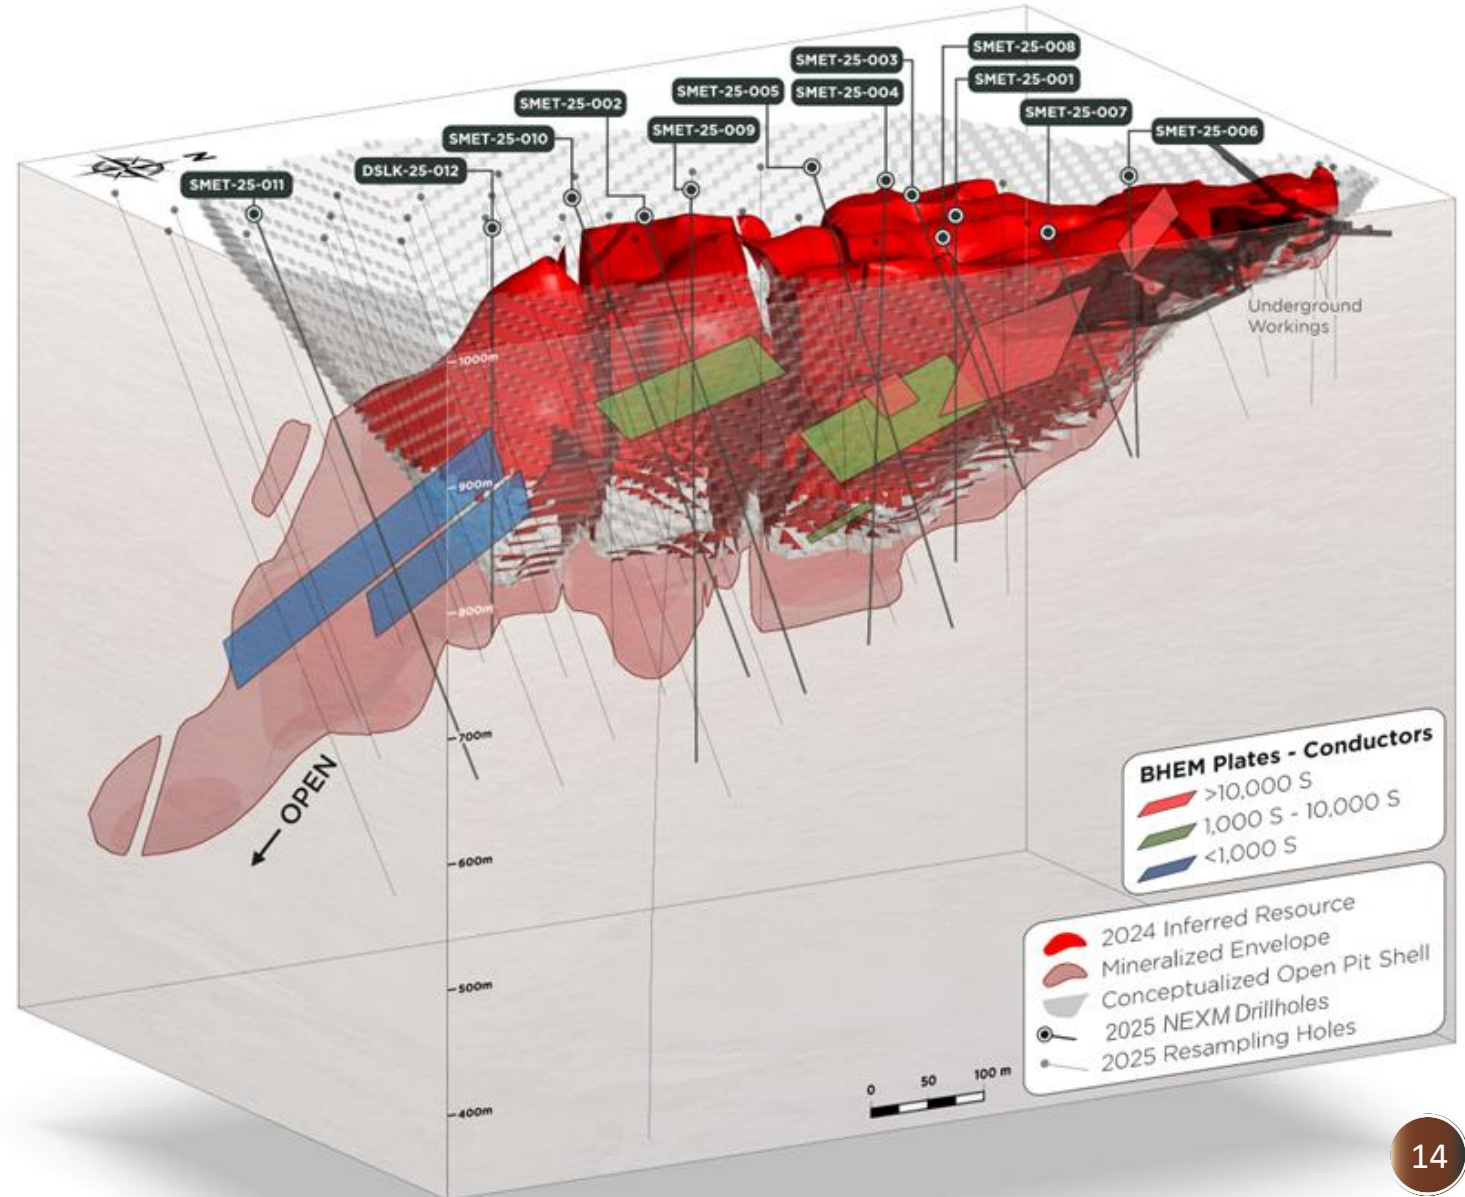 SMET-25-008
SMET-25-003
SMET-25-001
SMET-25-005
SMET-25-004
SMET-25-002
SMET-25-007
SMET-25-010
SMET-25-009
SMET-25-006
DSLK-25-012
SMET-25-011
N
Underground
Workings
1000m
900m
800m
700m
600m
500m
400m
OPEN
BHEM Plates - Conductors
>10,000 S
1,000 S - 10,000 S
<1,000 S
2024 Inferred Resource
Mineralized Envelope
Conceptualized Open Pit Shell
2025 NEXM Drillholes
2025 Resampling Holes
0 50 100 m
14